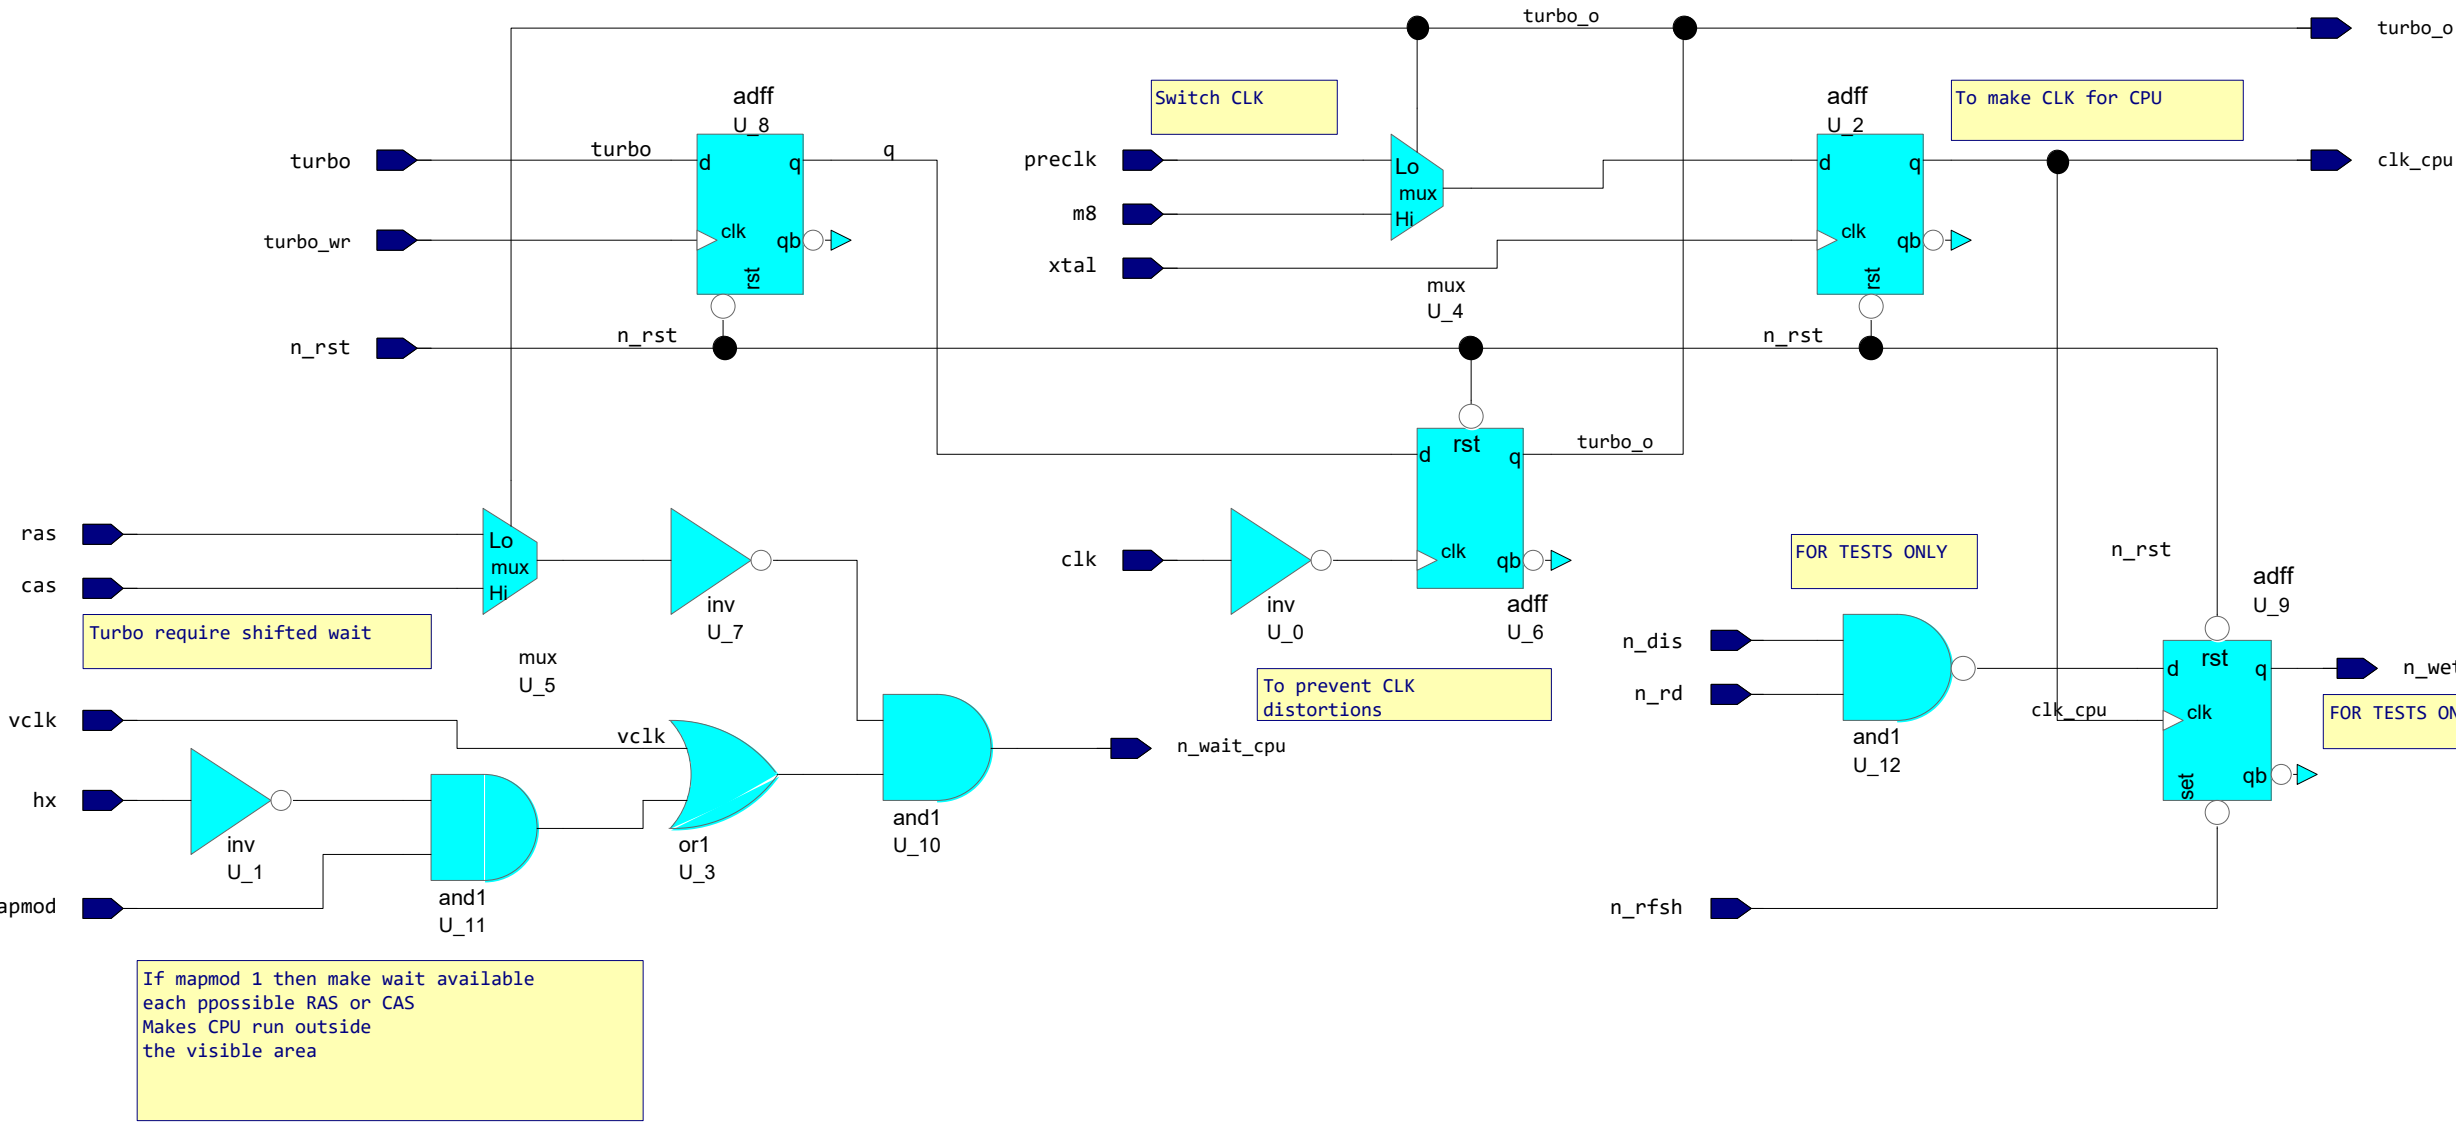 turbo_o
turbo_o
adff
U_8
Switch CLK
adff
U_2
To make CLK for CPU
turbo
turbo
d
q
q
preclk
Lo
mux
Hi
d
q
clk_cpu
m8
turbo_wr
clk
qb
rst
clk
qb
rst
xtal
mux
U_4
n_rst
n_rst
n_rst
rst
d
q
turbo_o
ras
Lo
mux
Hi
cas
inv
U_7
clk
inv
U_0
clk
qb
adff
U_6
FOR TESTS ONLY
n_rst
adff
U_9
Turbo require shifted wait
mux
U_5
To prevent CLK
distortions
n_dis
n_rd
and1
U_12
rst
d
q
clk
set
qb
n_wet
FOR TESTS ON
clk_cpu
vclk
vclk
n_wait_cpu
hx
inv
U_1
or1
U_3
and1
U_10
apmod
and1
U_11
n_rfsh
If mapmod 1 then make wait available
each ppossible RAS or CAS
Makes CPU run outside
the visible area